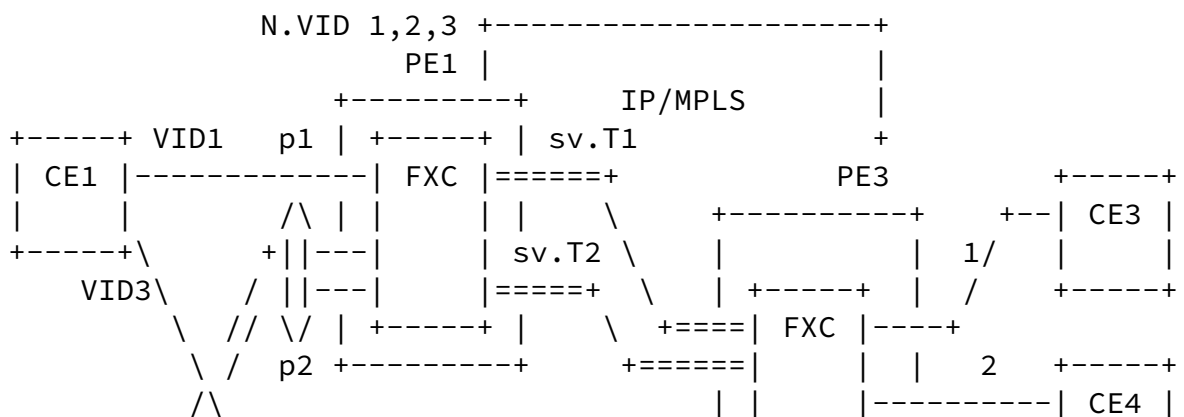 N.VID 1,2,3 +---------------------+
PE1 |                     |
+---------+     IP/MPLS       |
+-----+  VID1   p1  | +-----+ | sv.T1              +
| CE1 |-------------| FXC |======+         PE3          +-----+
|     |         /\  | |     | |    \     +----------+    +--| CE3 |
+-----+\       +||---|     | sv.T2  \    |          |  1/   |     |
VID3\     / ||---|     |=====+   \   | +-----+  |  /    +-----+
\   // \/  | +-----+ |    \   +====| FXC |----+
\ /  p2 +---------+     +======|     |  |   2   +-----+
/\                         | |     |----------| CE4 |